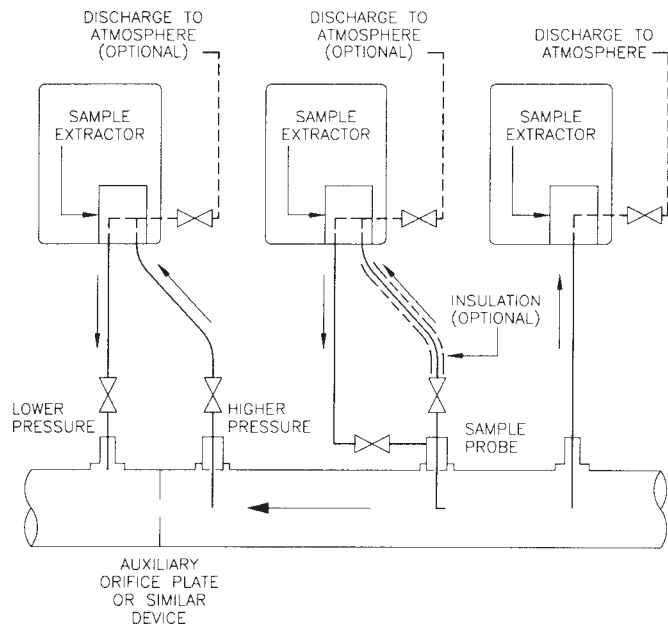 DISCHARGE TO
ATMOSPHERE
(OPTIONAL)
DISCHARGE TO
ATMOSPHERE
(OPTIONAL)
DISCHARGE TO
ATMOSPHERE
SAMPLE
EXTRACTOR
SAMPLE
EXTRACTOR
SAMPLE
EXTRACTOR
INSULATION
(OPTIONAL)
LOWER
PRESSURE
HIGHER
PRESSURE
SAMPLE
PROBE
AUXILIARY
ORIFICE PLATE
OR SIMILAR
DEVICE